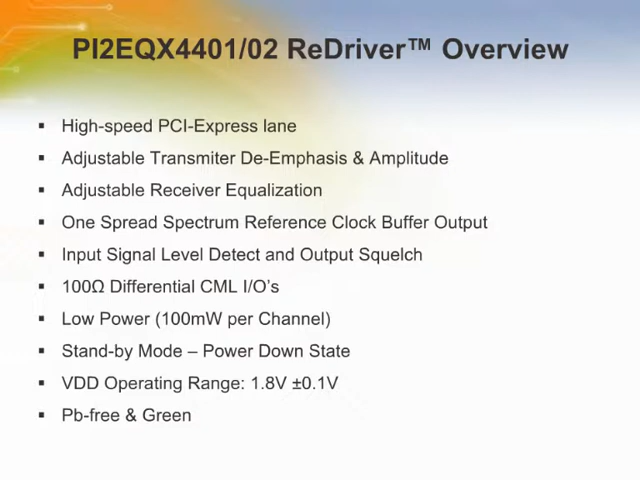 PI2EQX4401/02 ReDriver™ Overview
▪ High-speed PCI-Express lane
▪ Adjustable Transmiter De-Emphasis & Amplitude
▪ Adjustable Receiver Equalization
▪ One Spread Spectrum Reference Clock Buffer Output
▪ Input Signal Level Detect and Output Squelch
▪ 100Ω Differential CML I/O’s
▪ Low Power (100mW per Channel)
▪ Stand-by Mode – Power Down State
▪ VDD Operating Range: 1.8V ±0.1V
▪ Pb-free & Green